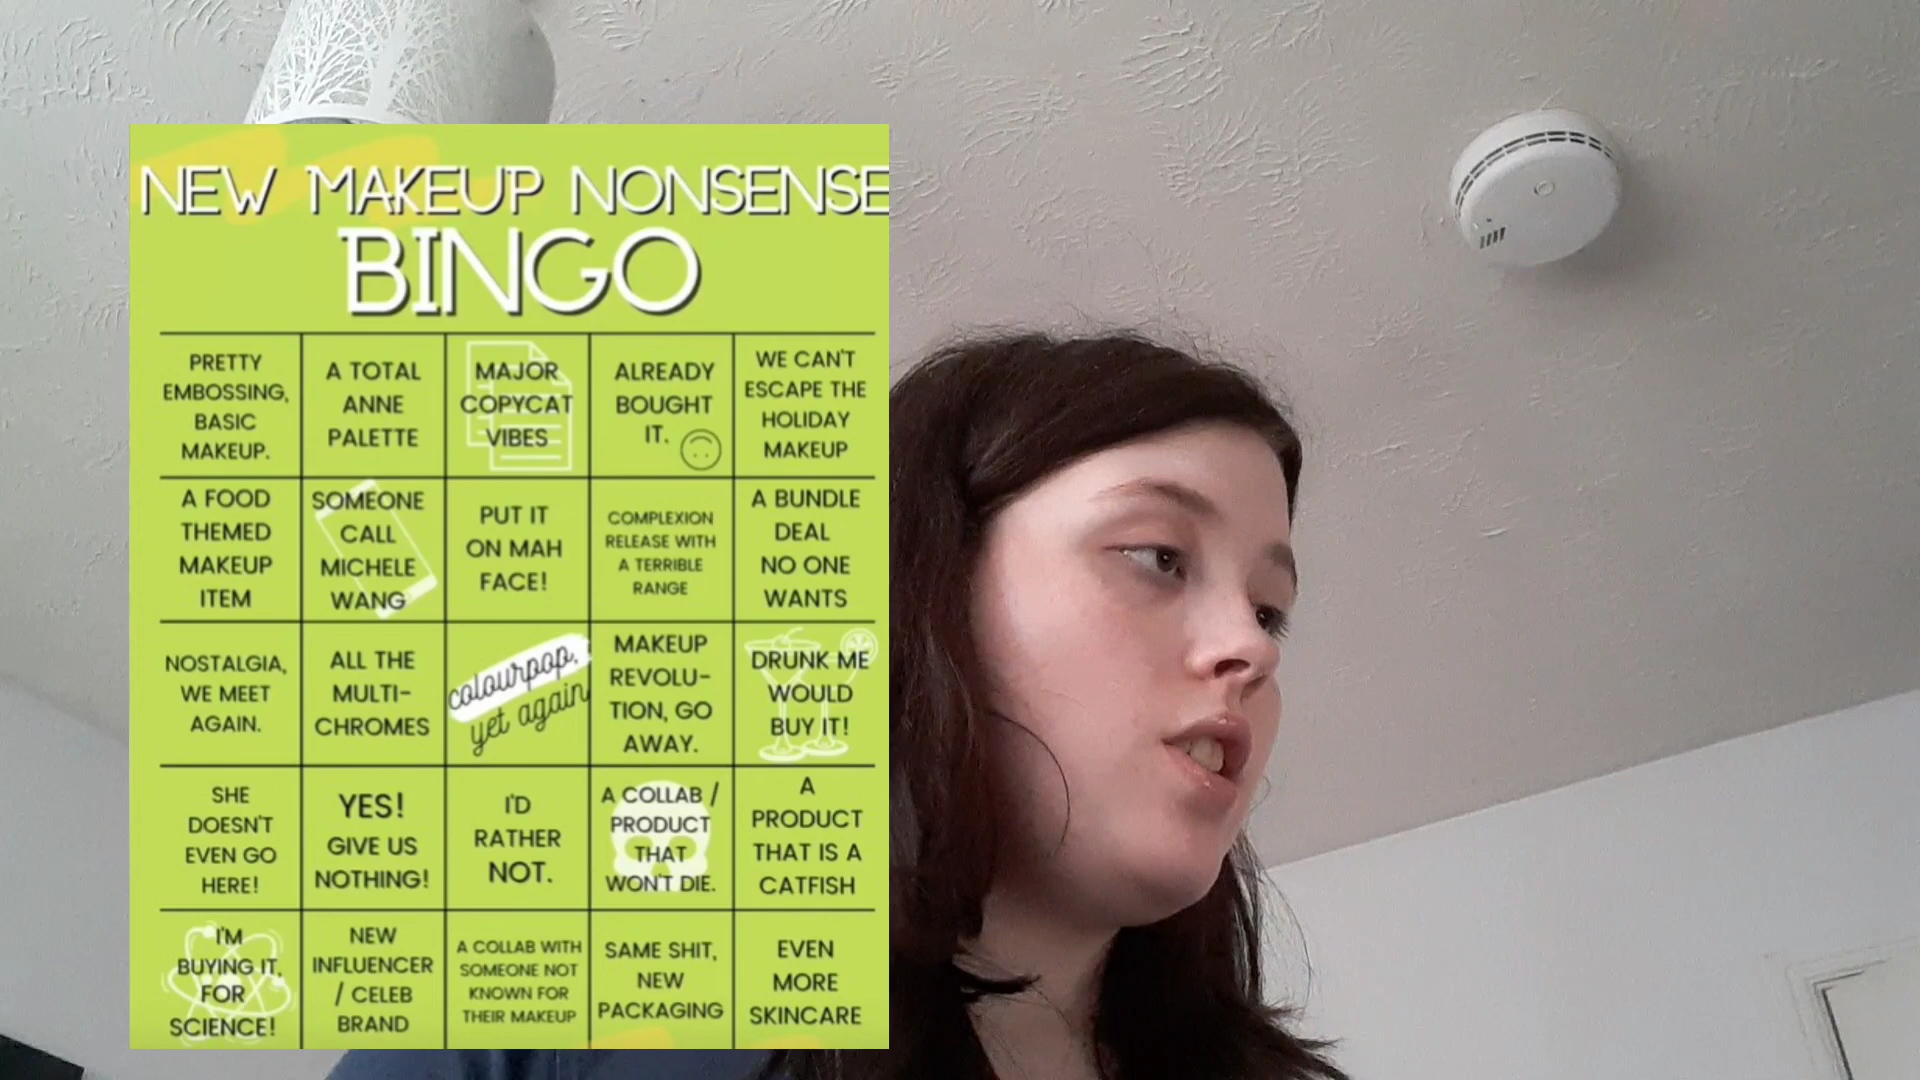 NEW MAKEUP NONSENSE
BINGO
PRETTY
EMBOSSING,
BASIC
MAKEUP.
A TOTAL
ANNE
PALETTE
MAJOR
COPYCAT
VIBES
ALREADY
BOUGHT
IT.
WE CAN'T
ESCAPE THE
HOLIDAY
MAKEUP
A FOOD
THEMED
MAKEUP
ITEM
SOMEONE
CALL
MICHELE
WANG
PUT IT
ON MAH
FACE!
COMPLEXION
RELEASE WITH
A TERRIBLE
RANGE
A BUNDLE
DEAL
NO ONE
WANTS
NOSTALGIA,
WE MEET
AGAIN.
ALL THE
MULTI-
CHROMES
colourpop,
yet again
MAKEUP
REVOLU-
TION, GO
AWAY.
DRUNK ME
WOULD
BUY IT!
SHE
DOESN'T
EVEN GO
HERE!
YES!
GIVE US
NOTHING!
I'D
RATHER
NOT.
A COLLAB /
PRODUCT
THAT
WON'T DIE.
A
PRODUCT
THAT IS A
CATFISH
I'M
BUYING IT,
FOR
SCIENCE!
NEW
INFLUENCER
/ CELEB
BRAND
A COLLAB WITH
SOMEONE NOT
KNOWN FOR
THEIR MAKEUP
SAME SHIT,
NEW
PACKAGING
EVEN
MORE
SKINCARE